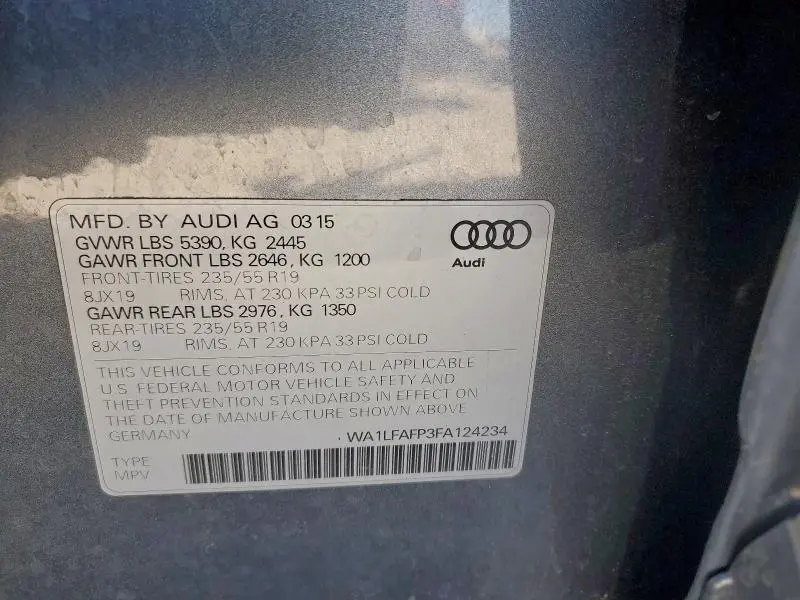 MFD. BY AUDI AG 03 15
GVWR LBS 5390, KG 2445
GAWR FRONT LBS 2646, KG 1200
FRONT-TIRES 235/55 R19
8JX19 RIMS, AT 230 KPA 33 PSI COLD
GAWR REAR LBS 2976, KG 1350
REAR-TIRES 235/55 R19
8JX19 RIMS, AT 230 KPA 33 PSI COLD
Audi
THIS VEHICLE CONFORMS TO ALL APPLICABLE
U.S. FEDERAL MOTOR VEHICLE SAFETY AND
THEFT PREVENTION STANDARDS IN EFFECT ON
THE DATE OF MANUFACTURE SHOWN ABOVE
GERMANY WA1LFAFP3FA124234
TYPE
MPV